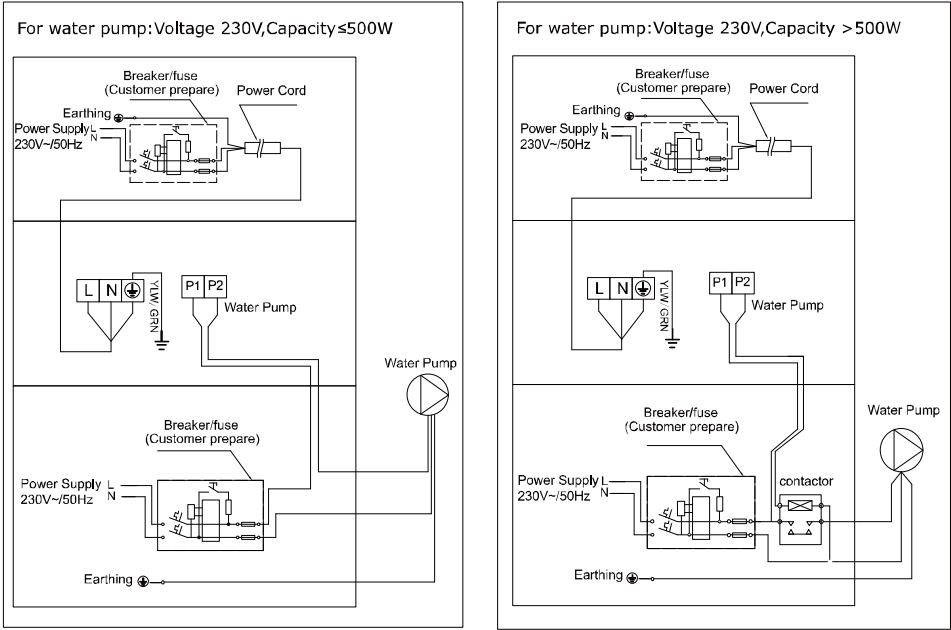 For water pump:Voltage 230V,Capacity≤500W
Breaker/fuse
(Customer prepare)
Power Cord
Earthing
Power Supply L
230V~/50Hz N
L N
YLW/GRN
P1 P2
Water Pump
Water Pump
Breaker/fuse
(Customer prepare)
Power Supply L
230V~/50Hz N
Earthing
For water pump:Voltage 230V,Capacity >500W
Breaker/fuse
(Customer prepare)
Power Cord
Earthing
Power Supply L
230V~/50Hz N
L N
YLW/GRN
P1 P2
Water Pump
Water Pump
Breaker/fuse
(Customer prepare)
Power Supply L
230V~/50Hz N
contactor
Earthing